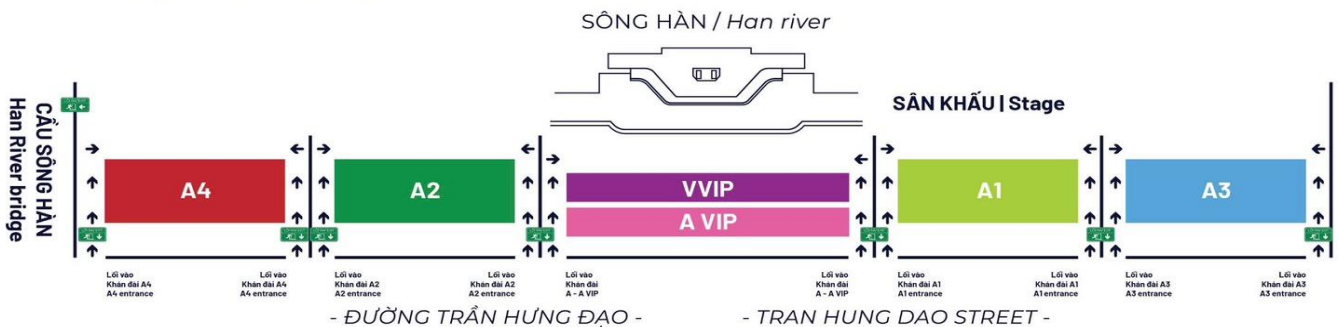 SÔNG HÀN / Han river
SÂN KHẤU | Stage
CẦU SÔNG HÀN
Han River bridge
A4
A2
VVIP
A VIP
A1
A3
Lối vào
Khán đài A4
A4 entrance
Lối vào
Khán đài A4
A4 entrance
Lối vào
Khán đài A2
A2 entrance
Lối vào
Khán đài A2
A2 entrance
Lối vào
Khán đài
A - A VIP
Lối vào
Khán đài
A - A VIP
Lối vào
Khán đài A1
A1 entrance
Lối vào
Khán đài A1
A1 entrance
Lối vào
Khán đài A3
A3 entrance
Lối vào
Khán đài A3
A3 entrance
- ĐƯỜNG TRẦN HƯNG ĐẠO -
- TRAN HUNG DAO STREET -